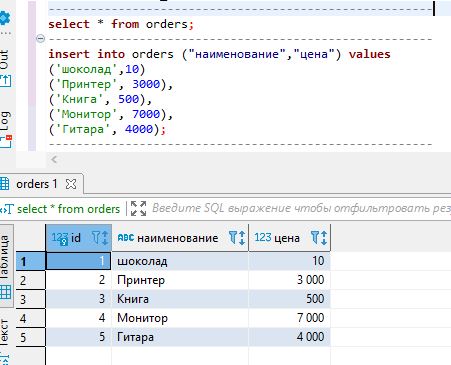 select * from orders;
insert into orders ("наименование","цена") values
('шоколад',10)
('Принтер', 3000),
('Книга', 500),
('Монитор', 7000),
('Гитара', 4000);
Out
Log
orders 1
select * from orders
Введите SQL выражение чтобы отфильтровать рез
Таблица
Текст
123 id ABC наименование 123 цена
1 1 шоколад 10
2 2 Принтер 3 000
3 3 Книга 500
4 4 Монитор 7 000
5 5 Гитара 4 000